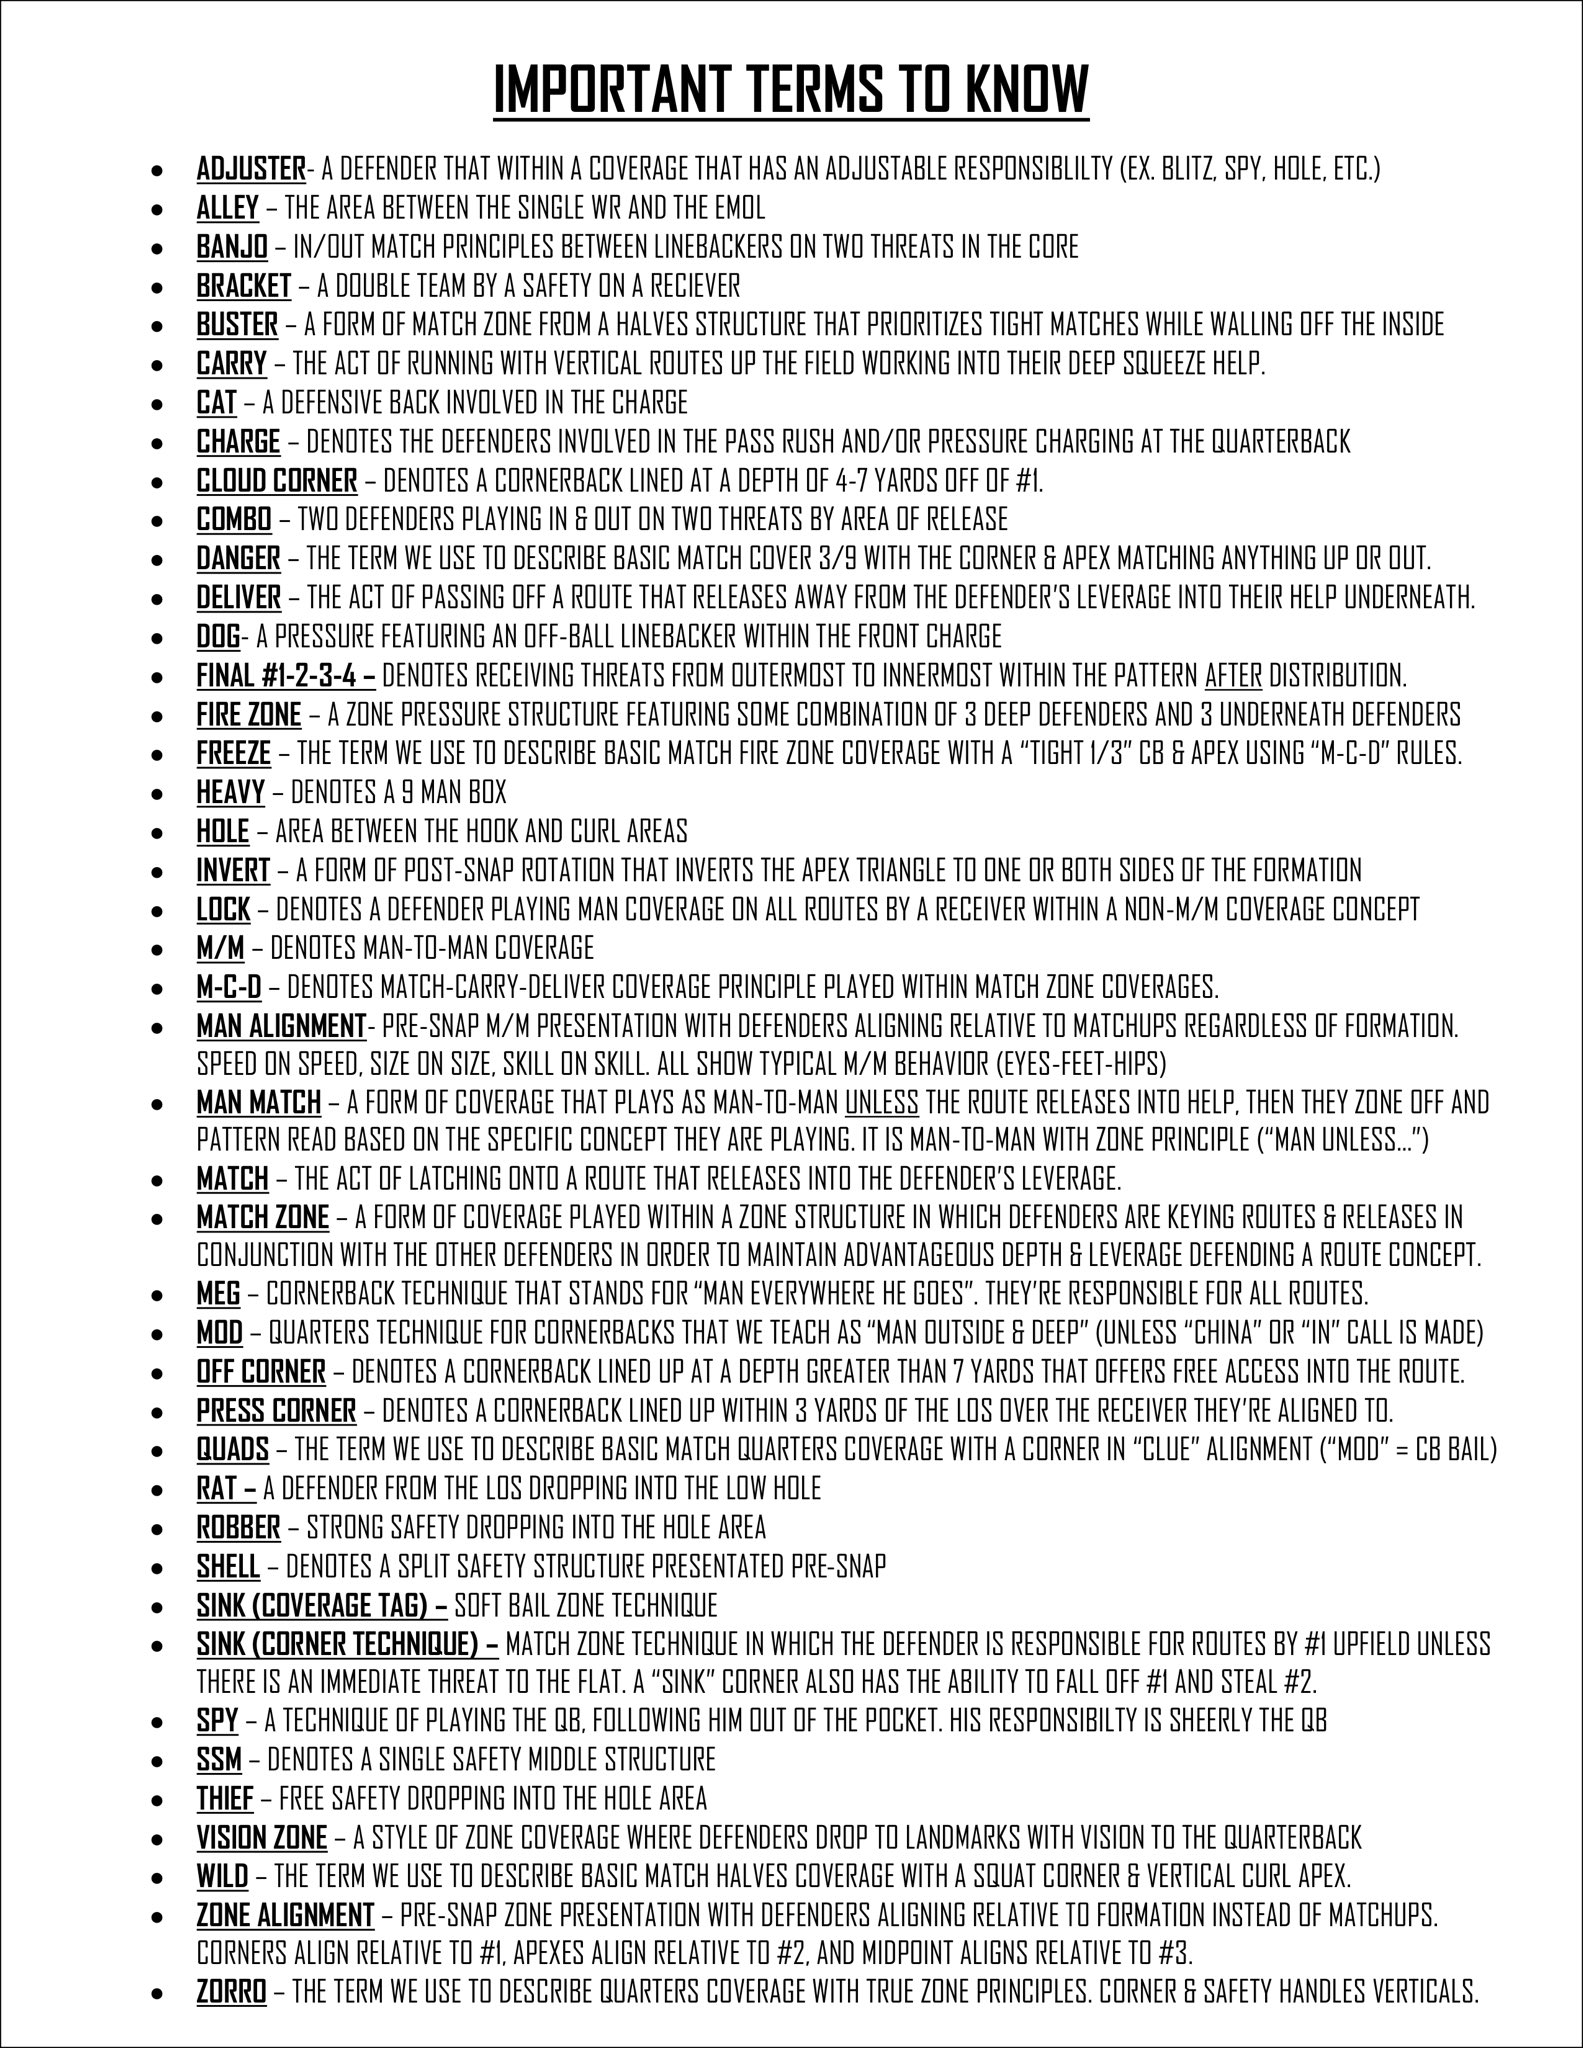 IMPORTANT TERMS TO KNOW
• ADJUSTER- A DEFENDER THAT WITHIN A COVERAGE THAT HAS AN ADJUSTABLE RESPONSIBLILTY (EX. BLITZ, SPY, HOLE, ETC.)
• ALLEY – THE AREA BETWEEN THE SINGLE WR AND THE EMOL
• BANJO – IN/OUT MATCH PRINCIPLES BETWEEN LINEBACKERS ON TWO THREATS IN THE CORE
• BRACKET – A DOUBLE TEAM BY A SAFETY ON A RECIEVER
• BUSTER – A FORM OF MATCH ZONE FROM A HALVES STRUCTURE THAT PRIORITIZES TIGHT MATCHES WHILE WALLING OFF THE INSIDE
• CARRY – THE ACT OF RUNNING WITH VERTICAL ROUTES UP THE FIELD WORKING INTO THEIR DEEP SQUEEZE HELP.
• CAT – A DEFENSIVE BACK INVOLVED IN THE CHARGE
• CHARGE – DENOTES THE DEFENDERS INVOLVED IN THE PASS RUSH AND/OR PRESSURE CHARGING AT THE QUARTERBACK
• CLOUD CORNER – DENOTES A CORNERBACK LINED AT A DEPTH OF 4-7 YARDS OFF OF #1.
• COMBO – TWO DEFENDERS PLAYING IN & OUT ON TWO THREATS BY AREA OF RELEASE
• DANGER – THE TERM WE USE TO DESCRIBE BASIC MATCH COVER 3/9 WITH THE CORNER & APEX MATCHING ANYTHING UP OR OUT.
• DELIVER – THE ACT OF PASSING OFF A ROUTE THAT RELEASES AWAY FROM THE DEFENDER'S LEVERAGE INTO THEIR HELP UNDERNEATH.
• DOG- A PRESSURE FEATURING AN OFF-BALL LINEBACKER WITHIN THE FRONT CHARGE
• FINAL #1-2-3-4 – DENOTES RECEIVING THREATS FROM OUTERMOST TO INNERMOST WITHIN THE PATTERN AFTER DISTRIBUTION.
• FIRE ZONE – A ZONE PRESSURE STRUCTURE FEATURING SOME COMBINATION OF 3 DEEP DEFENDERS AND 3 UNDERNEATH DEFENDERS
• FREEZE – THE TERM WE USE TO DESCRIBE BASIC MATCH FIRE ZONE COVERAGE WITH A “TIGHT 1/3” CB & APEX USING “M-C-D” RULES.
• HEAVY – DENOTES A 9 MAN BOX
• HOLE – AREA BETWEEN THE HOOK AND CURL AREAS
• INVERT – A FORM OF POST-SNAP ROTATION THAT INVERTS THE APEX TRIANGLE TO ONE OR BOTH SIDES OF THE FORMATION
• LOCK – DENOTES A DEFENDER PLAYING MAN COVERAGE ON ALL ROUTES BY A RECEIVER WITHIN A NON-M/M COVERAGE CONCEPT
• M/M – DENOTES MAN-TO-MAN COVERAGE
• M-C-D – DENOTES MATCH-CARRY-DELIVER COVERAGE PRINCIPLE PLAYED WITHIN MATCH ZONE COVERAGES.
• MAN ALIGNMENT- PRE-SNAP M/M PRESENTATION WITH DEFENDERS ALIGNING RELATIVE TO MATCHUPS REGARDLESS OF FORMATION.
SPEED ON SPEED, SIZE ON SIZE, SKILL ON SKILL. ALL SHOW TYPICAL M/M BEHAVIOR (EYES-FEET-HIPS)
• MAN MATCH – A FORM OF COVERAGE THAT PLAYS AS MAN-TO-MAN UNLESS THE ROUTE RELEASES INTO HELP, THEN THEY ZONE OFF AND
PATTERN READ BASED ON THE SPECIFIC CONCEPT THEY ARE PLAYING. IT IS MAN-TO-MAN WITH ZONE PRINCIPLE (“MAN UNLESS…”)
• MATCH – THE ACT OF LATCHING ONTO A ROUTE THAT RELEASES INTO THE DEFENDER'S LEVERAGE.
• MATCH ZONE – A FORM OF COVERAGE PLAYED WITHIN A ZONE STRUCTURE IN WHICH DEFENDERS ARE KEYING ROUTES & RELEASES IN
CONJUNCTION WITH THE OTHER DEFENDERS IN ORDER TO MAINTAIN ADVANTAGEOUS DEPTH & LEVERAGE DEFENDING A ROUTE CONCEPT.
• MEG – CORNERBACK TECHNIQUE THAT STANDS FOR “MAN EVERYWHERE HE GOES”. THEY'RE RESPONSIBLE FOR ALL ROUTES.
• MOD – QUARTERS TECHNIQUE FOR CORNERBACKS THAT WE TEACH AS “MAN OUTSIDE & DEEP” (UNLESS “CHINA” OR “IN” CALL IS MADE)
• OFF CORNER – DENOTES A CORNERBACK LINED UP AT A DEPTH GREATER THAN 7 YARDS THAT OFFERS FREE ACCESS INTO THE ROUTE.
• PRESS CORNER – DENOTES A CORNERBACK LINED UP WITHIN 3 YARDS OF THE LOS OVER THE RECEIVER THEY'RE ALIGNED TO.
• QUADS – THE TERM WE USE TO DESCRIBE BASIC MATCH QUARTERS COVERAGE WITH A CORNER IN “CLUE” ALIGNMENT (“MOD” = CB BAIL)
• RAT – A DEFENDER FROM THE LOS DROPPING INTO THE LOW HOLE
• ROBBER – STRONG SAFETY DROPPING INTO THE HOLE AREA
• SHELL – DENOTES A SPLIT SAFETY STRUCTURE PRESENTATED PRE-SNAP
• SINK (COVERAGE TAG) – SOFT BAIL ZONE TECHNIQUE
• SINK (CORNER TECHNIQUE) – MATCH ZONE TECHNIQUE IN WHICH THE DEFENDER IS RESPONSIBLE FOR ROUTES BY #1 UPFIELD UNLESS
THERE IS AN IMMEDIATE THREAT TO THE FLAT. A “SINK” CORNER ALSO HAS THE ABILITY TO FALL OFF #1 AND STEAL #2.
• SPY – A TECHNIQUE OF PLAYING THE QB, FOLLOWING HIM OUT OF THE POCKET. HIS RESPONSIBILTY IS SHEERLY THE QB
• SSM – DENOTES A SINGLE SAFETY MIDDLE STRUCTURE
• THIEF – FREE SAFETY DROPPING INTO THE HOLE AREA
• VISION ZONE – A STYLE OF ZONE COVERAGE WHERE DEFENDERS DROP TO LANDMARKS WITH VISION TO THE QUARTERBACK
• WILD – THE TERM WE USE TO DESCRIBE BASIC MATCH HALVES COVERAGE WITH A SQUAT CORNER & VERTICAL CURL APEX.
• ZONE ALIGNMENT – PRE-SNAP ZONE PRESENTATION WITH DEFENDERS ALIGNING RELATIVE TO FORMATION INSTEAD OF MATCHUPS.
CORNERS ALIGN RELATIVE TO #1, APEXES ALIGN RELATIVE TO #2, AND MIDPOINT ALIGNS RELATIVE TO #3.
• ZORRO – THE TERM WE USE TO DESCRIBE QUARTERS COVERAGE WITH TRUE ZONE PRINCIPLES. CORNER & SAFETY HANDLES VERTICALS.